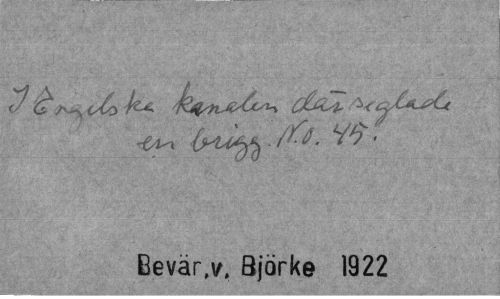 I Engelska kanalen där seglade
en brigg. N.o. 45.
Bevär.v. Björke 1922